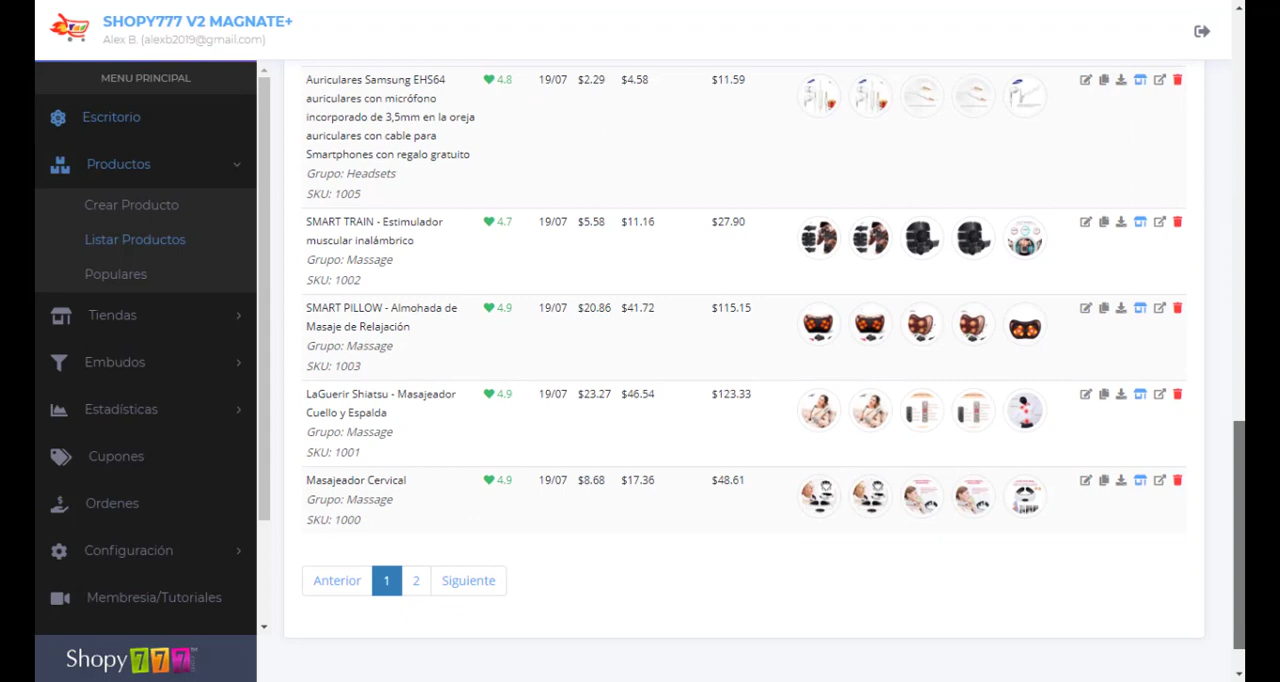 SHOPY777 V2 MAGNATE+
Alex B. (alexb2019@gmail.com)
MENU PRINCIPAL
Escritorio
Productos
Crear Producto
Listar Productos
Populares
Tiendas
Embudos
Estadísticas
Cupones
Ordenes
Configuración
Membresia/Tutoriales
Shopy777
Auriculares Samsung EHS64 4.8 19/07 $2.29 $4.58 $11.59
auriculares con micrófono
incorporado de 3,5mm en la oreja
auriculares con cable para
Smartphones con regalo gratuito
Grupo: Headsets
SKU: 1005
SMART TRAIN - Estimulador 4.7 19/07 $5.58 $11.16 $27.90
muscular inalámbrico
Grupo: Massage
SKU: 1002
SMART PILLOW - Almohada de 4.9 19/07 $20.86 $41.72 $115.15
Masaje de Relajación
Grupo: Massage
SKU: 1003
LaGuerir Shiatsu - Masajeador 4.9 19/07 $23.27 $46.54 $123.33
Cuello y Espalda
Grupo: Massage
SKU: 1001
Masajeador Cervical 4.9 19/07 $8.68 $17.36 $48.61
Grupo: Massage
SKU: 1000
Anterior 1 2 Siguiente